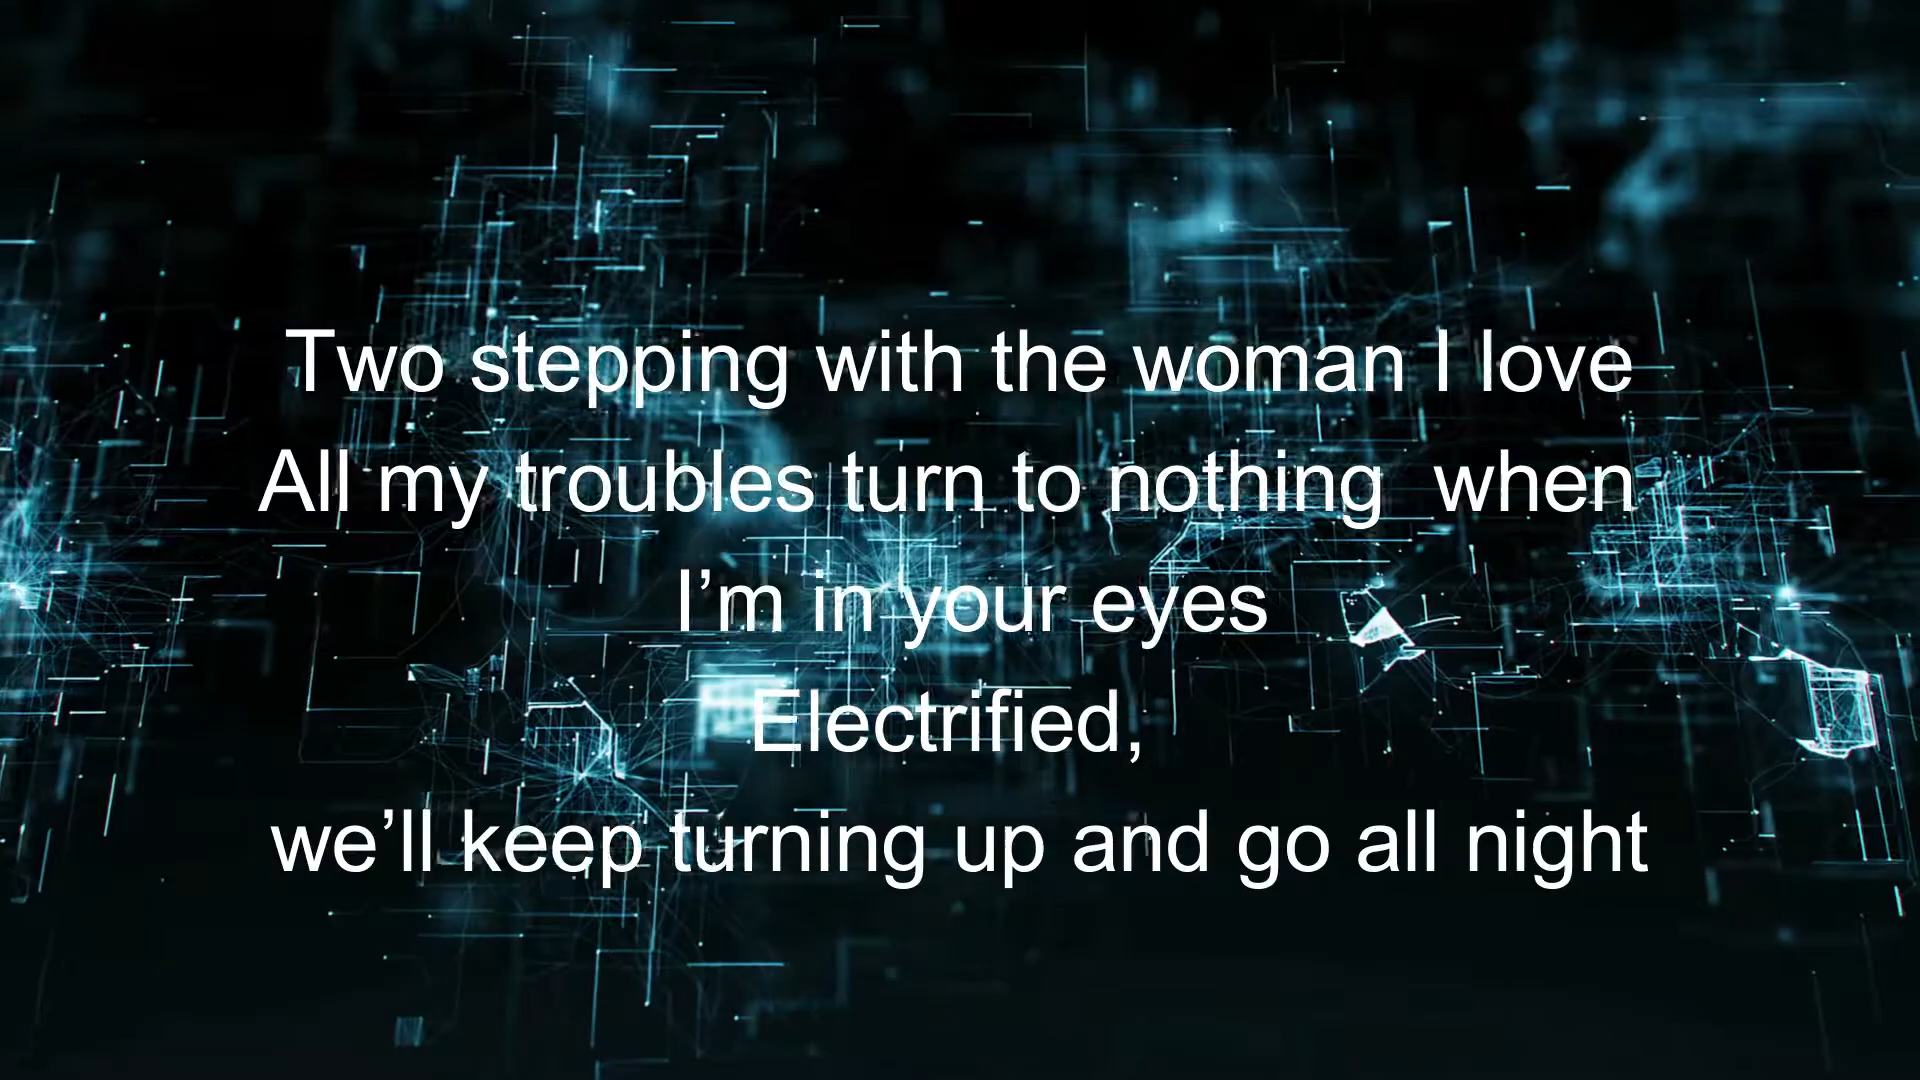 Two stepping with the woman I love
All my troubles turn to nothing  when
I’m in your eyes
Electrified,
we’ll keep turning up and go all night